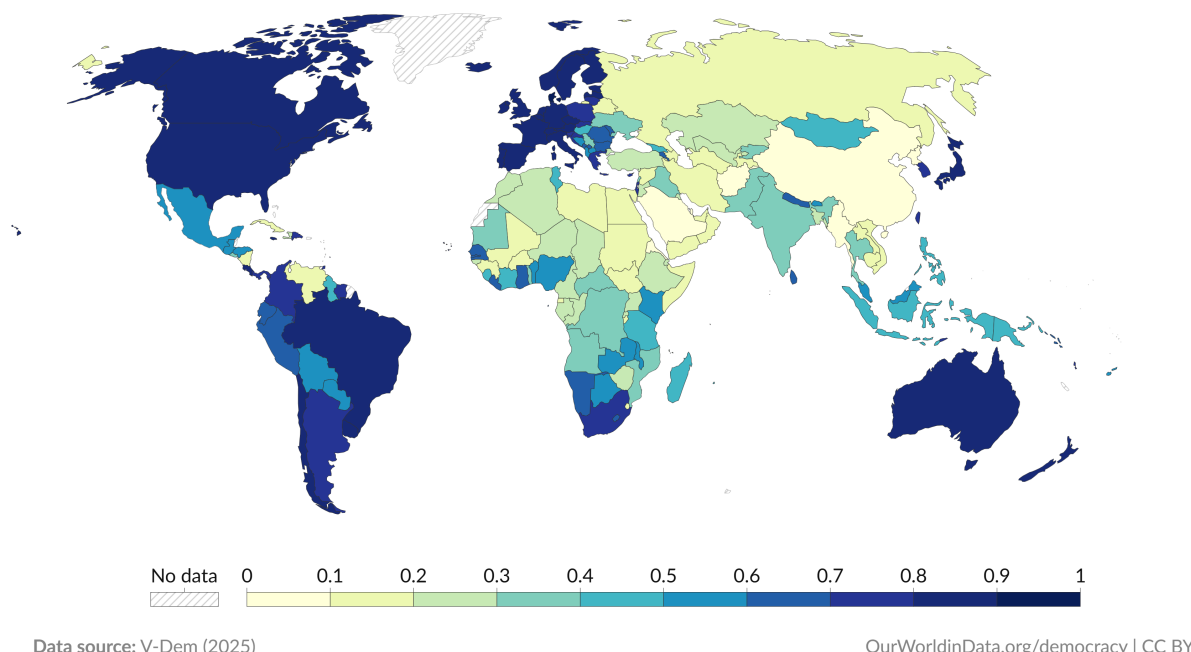 No data 0 0.1 0.2 0.3 0.4 0.5 0.6 0.7 0.8 0.9 1
Data source: V-Dem (2025) OurWorldinData.org/democracy | CC BY